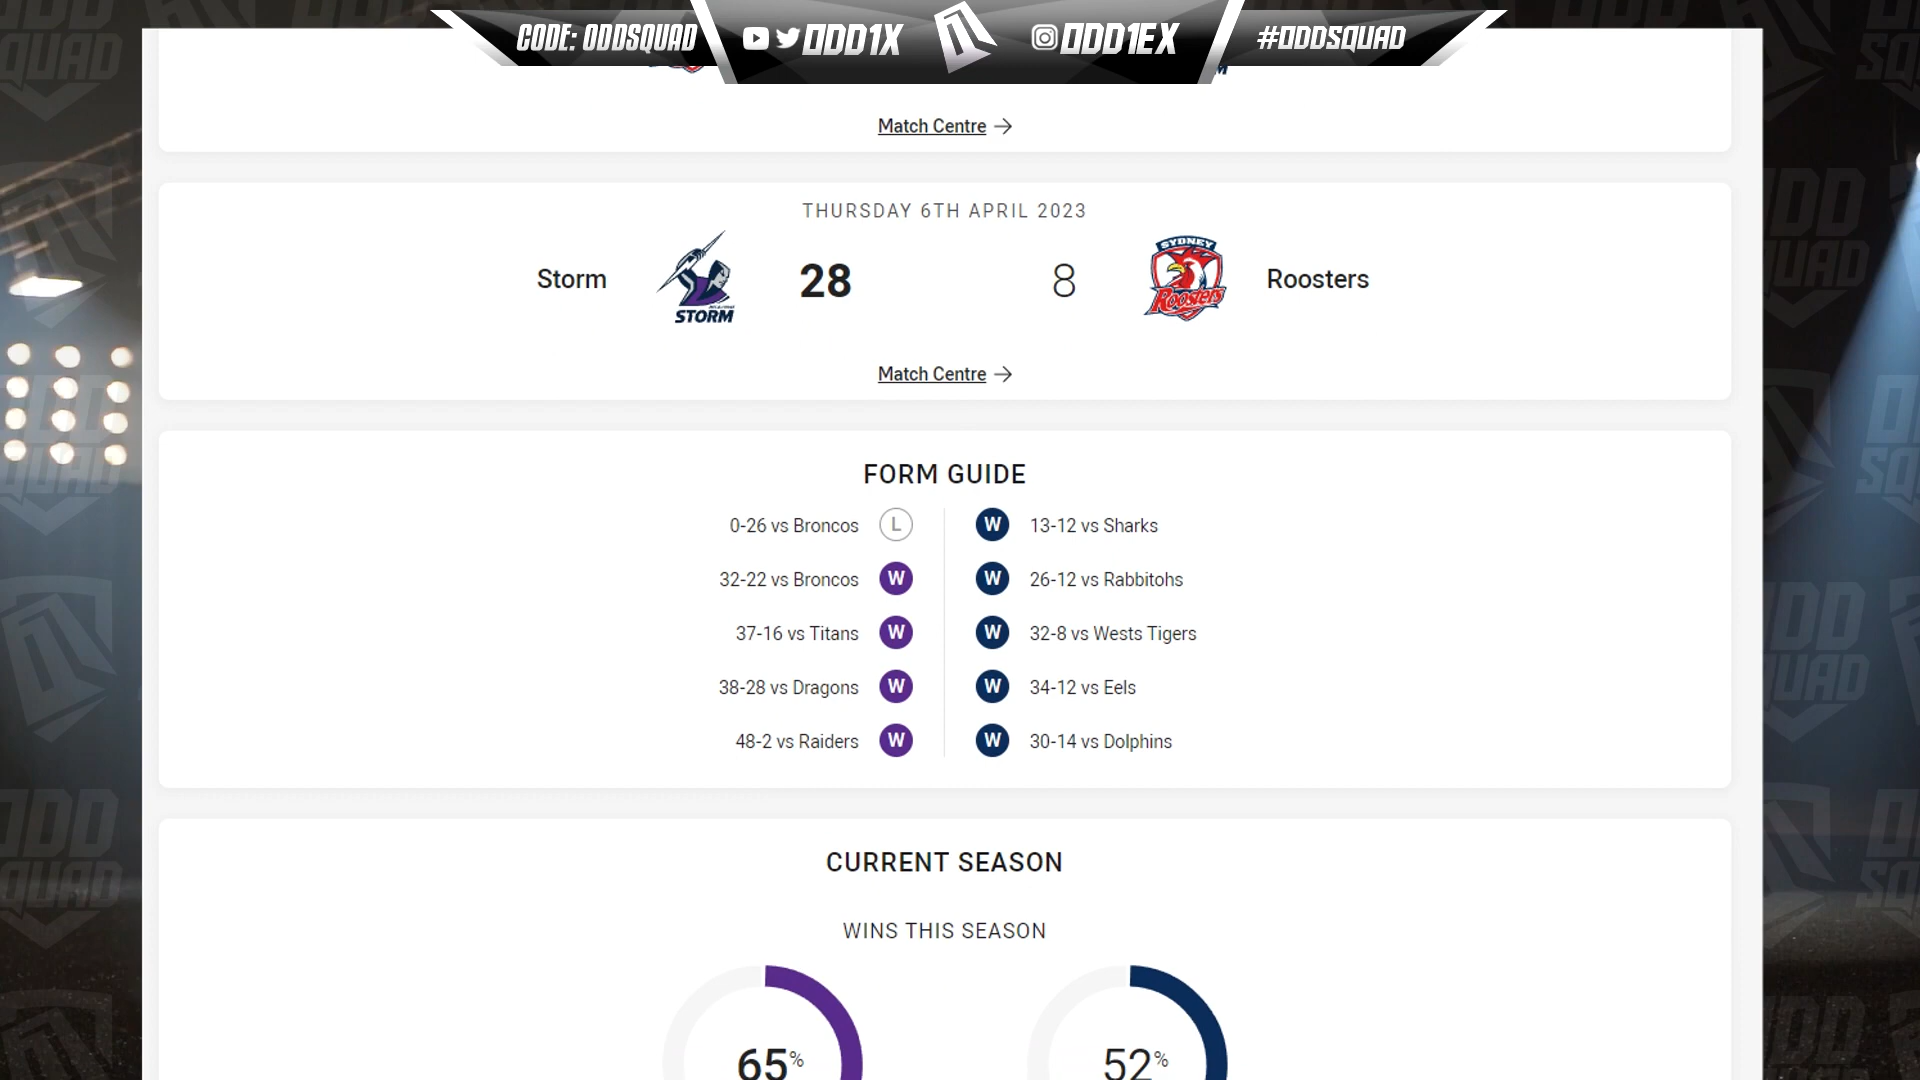 CODE: ODDSQUAD
ODD1X
ODD1EX
#ODDSQUAD
Match Centre
THURSDAY 6TH APRIL 2023
Storm
STORM
28
8
SYDNEY
Roosters
Roosters
Match Centre
FORM GUIDE
0-26 vs Broncos L W 13-12 vs Sharks
32-22 vs Broncos W W 26-12 vs Rabbitohs
37-16 vs Titans W W 32-8 vs Wests Tigers
38-28 vs Dragons W W 34-12 vs Eels
48-2 vs Raiders W W 30-14 vs Dolphins
CURRENT SEASON
WINS THIS SEASON
65% 52%
ODD
SQUAD